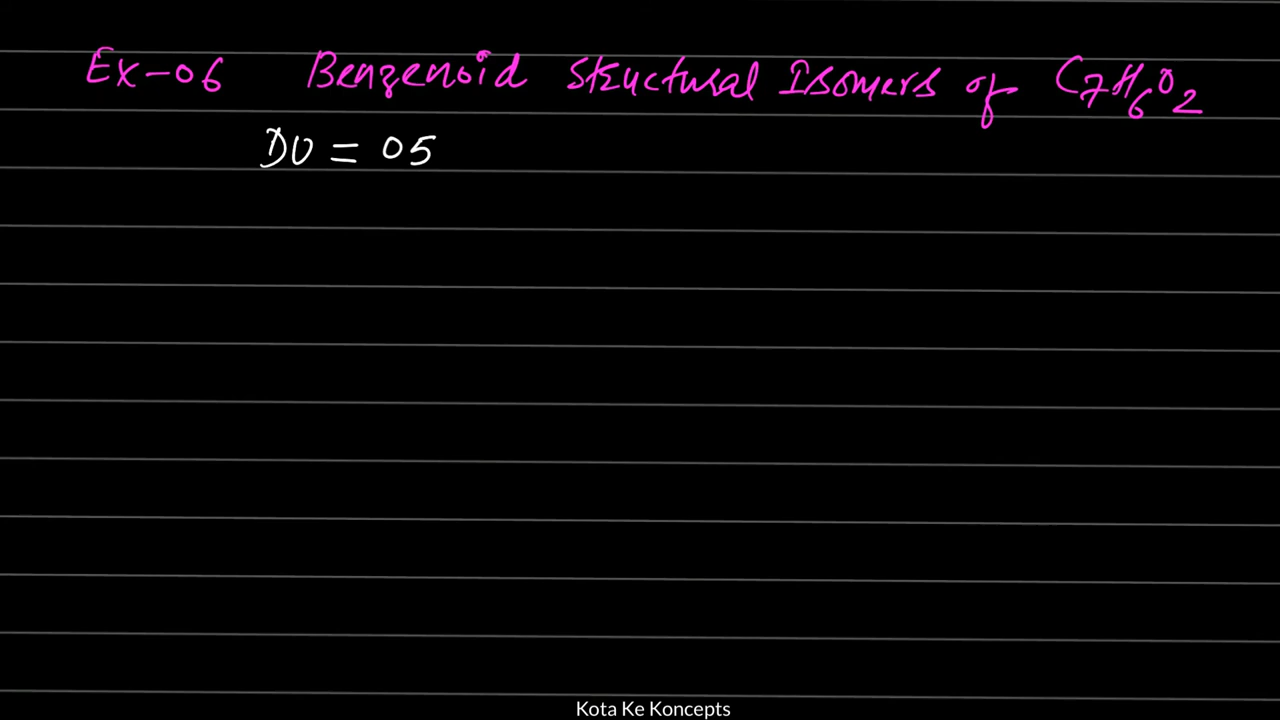 Ex-06 Benzenoid Structural Isomers of C7H6O2
DU = 05
Kota Ke Koncepts